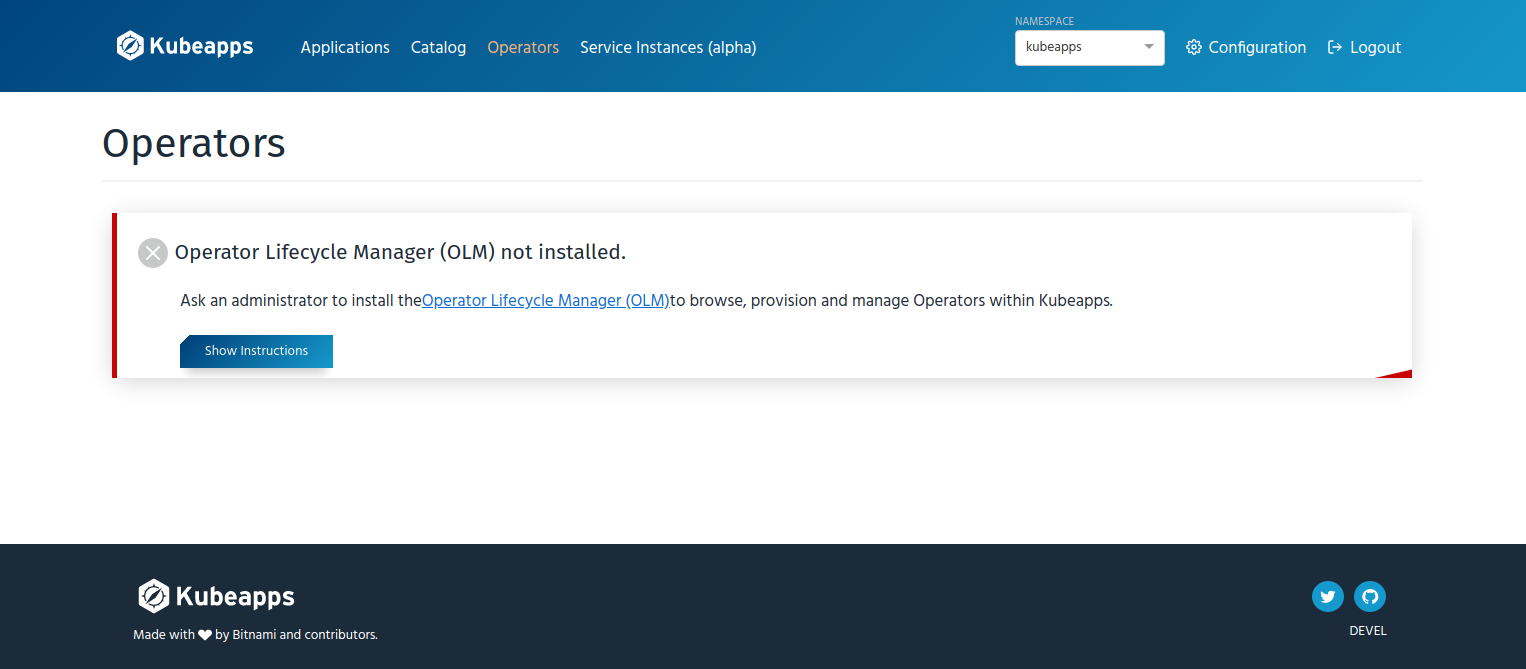 NAMESPACE
Kubeapps Applications Catalog Operators Service Instances (alpha) kubeapps Configuration Logout
Operators
Operator Lifecycle Manager (OLM) not installed.
Ask an administrator to install theOperator Lifecycle Manager (OLM)to browse, provision and manage Operators within Kubeapps.
Show Instructions
Kubeapps
Made with by Bitnami and contributors.
DEVEL